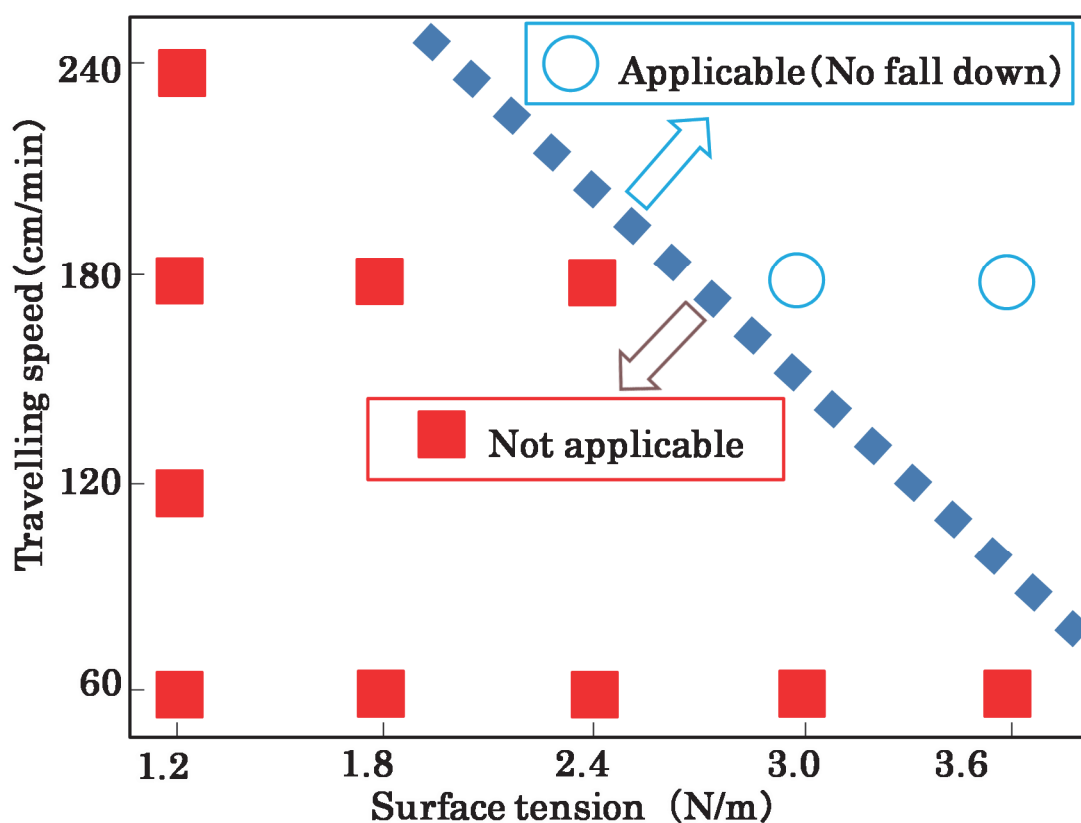 240
180
120
60
Travelling speed(cm/min)
Applicable(No fall down)
Not applicable
1.2 1.8 2.4 3.0 3.6
Surface tension (N/m)